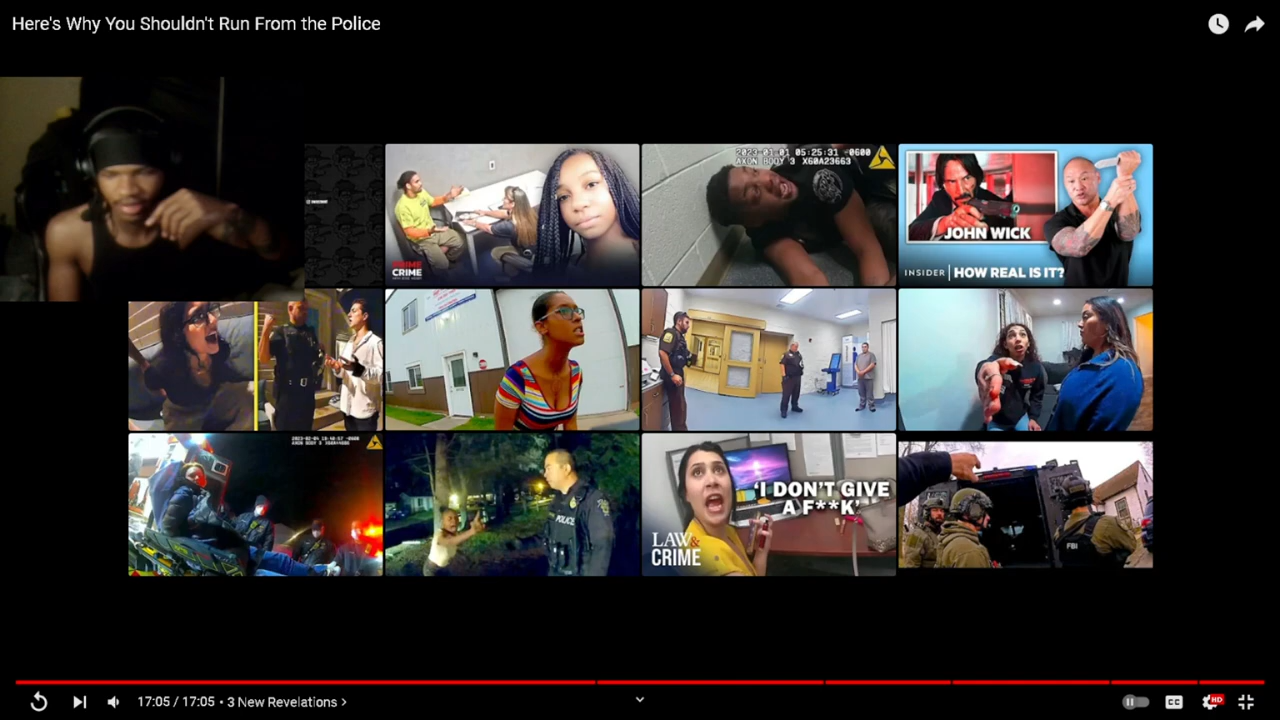 Here's Why You Shouldn't Run From the Police
2023-01-01 05:25:31 -0600
AXON BODY 3 X60A23663
JOHN WICK
INSIDER | HOW REAL IS IT?
CRIME
POLICE
'I DON'T GIVE
A F**K'
LAW&
CRIME
FBI
17:05 / 17:05 • 3 New Revelations >
CC
HD